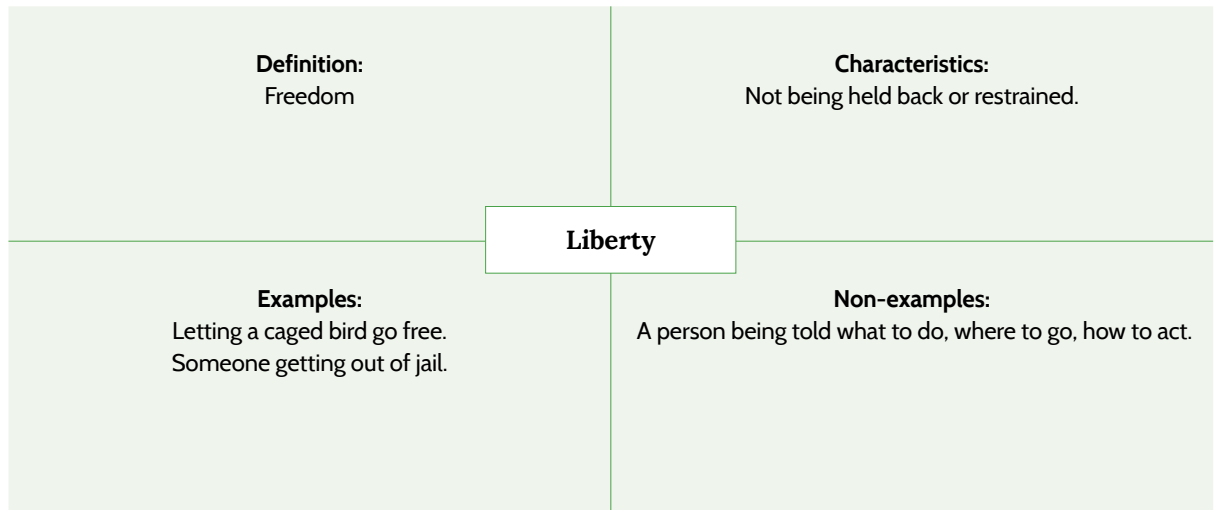 Definition:
Freedom
Characteristics:
Not being held back or restrained.
Liberty
Examples:
Letting a caged bird go free.
Someone getting out of jail.
Non-examples:
A person being told what to do, where to go, how to act.